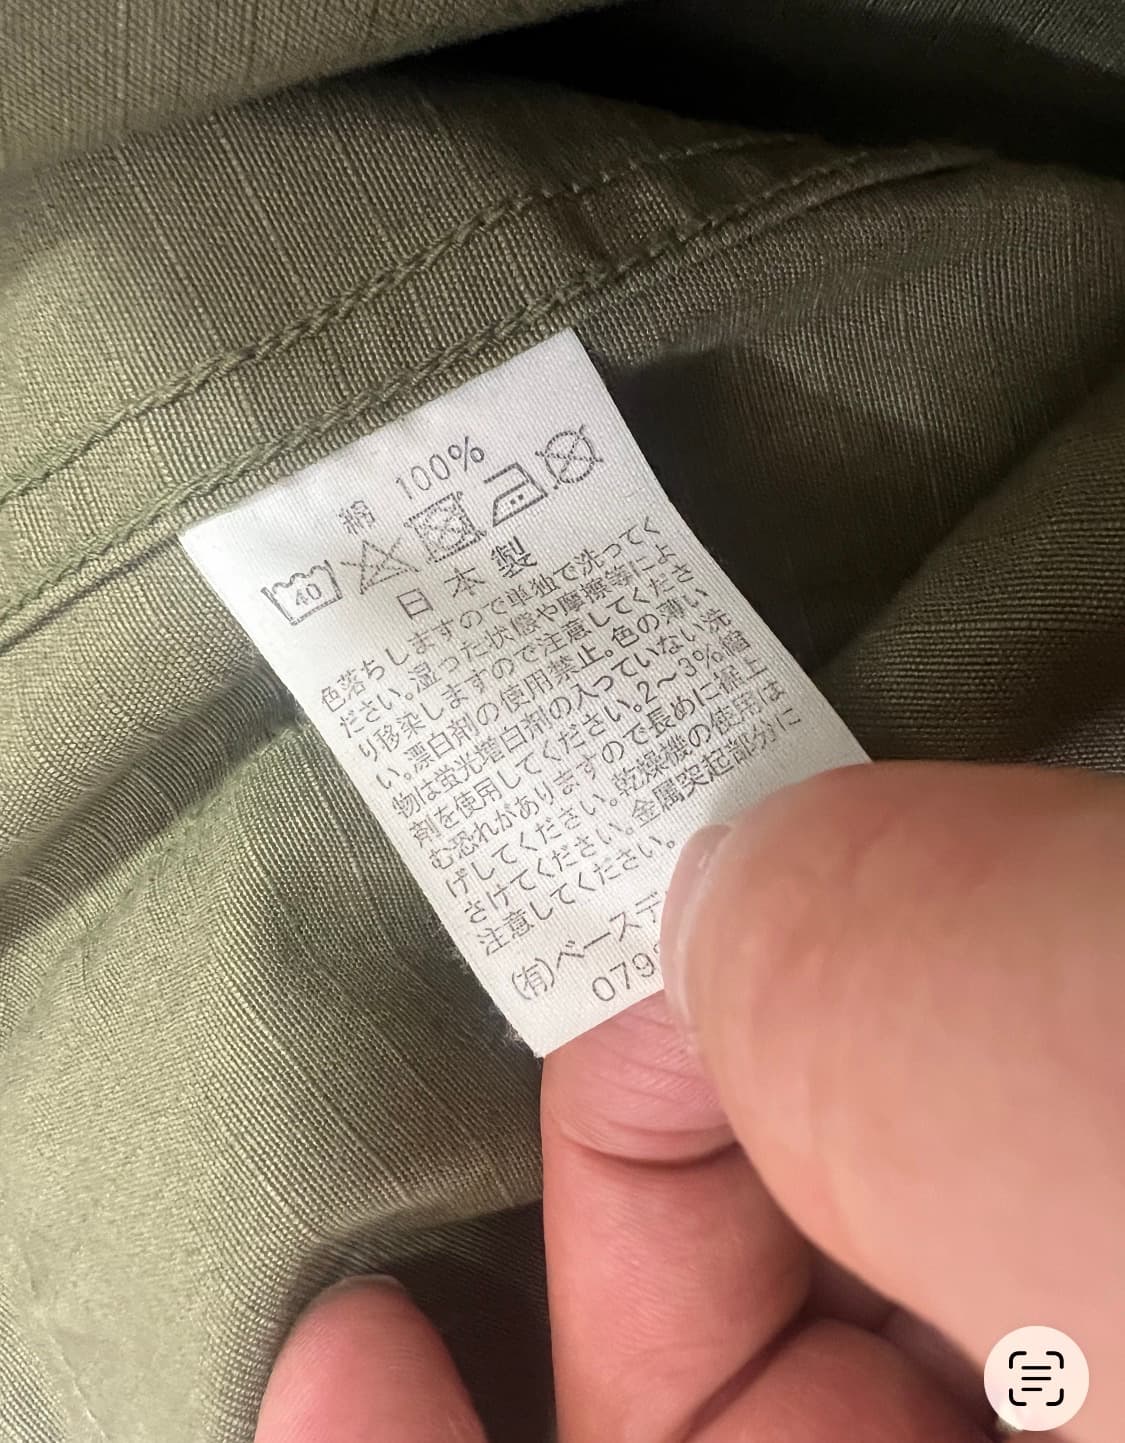 綿 100%
40
日本製
色落ちしますので単独で洗ってく
ださい。湿った状態や摩擦等によ
り移染しますので注意してくださ
い。漂白剤の使用禁止。色の薄い
物は蛍光増白剤の入っていない洗
剤を使用してください。2～3%縮
む恐れがありますので長めに裾上
げしてください。乾燥機の使用は
さけてください。金属突起部分に
注意してください。
(有)ベースデ
079